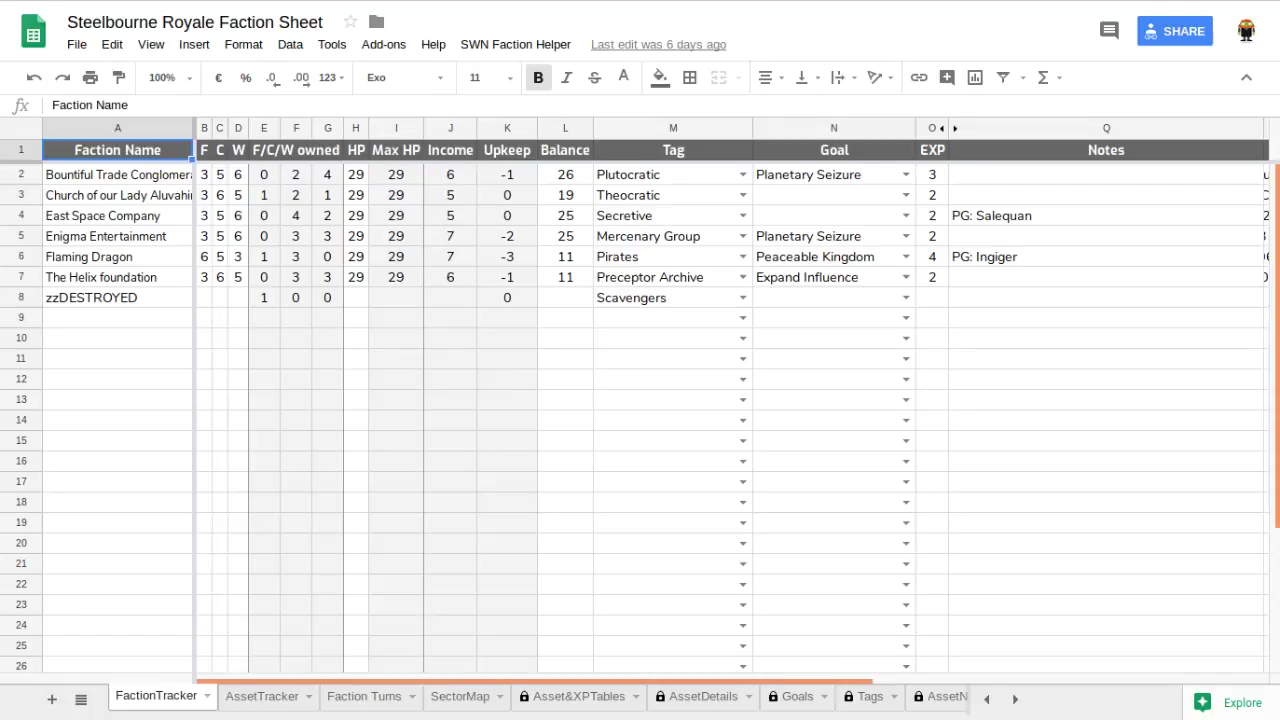 Steelbourne Royale Faction Sheet
File Edit View Insert Format Data Tools Add-ons Help SWN Faction Helper Last edit was 6 days ago
SHARE
100% € % .0 .00 123 Exo 11 B I S A
fx Faction Name
A B C D E F G H I J K L M N O Q
1 Faction Name F C W F/C/W owned HP Max HP Income Upkeep Balance Tag Goal EXP Notes
2 Bountiful Trade Conglomer 3 5 6 0 2 4 29 29 6 -1 26 Plutocratic Planetary Seizure 3
3 Church of our Lady Aluvahi 3 6 5 1 2 1 29 29 5 0 19 Theocratic 2
4 East Space Company 3 5 6 0 4 2 29 29 5 0 25 Secretive 2 PG: Salequan
5 Enigma Entertainment 3 5 6 0 3 3 29 29 7 -2 25 Mercenary Group Planetary Seizure 2
6 Flaming Dragon 6 5 3 1 3 0 29 29 7 -3 11 Pirates Peaceable Kingdom 4 PG: Ingiger
7 The Helix foundation 3 6 5 0 3 3 29 29 6 -1 11 Preceptor Archive Expand Influence 2
8 zzDESTROYED 1 0 0 0 Scavengers
9
10
11
12
13
14
15
16
17
18
19
20
21
22
23
24
25
26
FactionTracker AssetTracker Faction Turns SectorMap Asset&XPTables AssetDetails Goals Tags AssetN
Explore